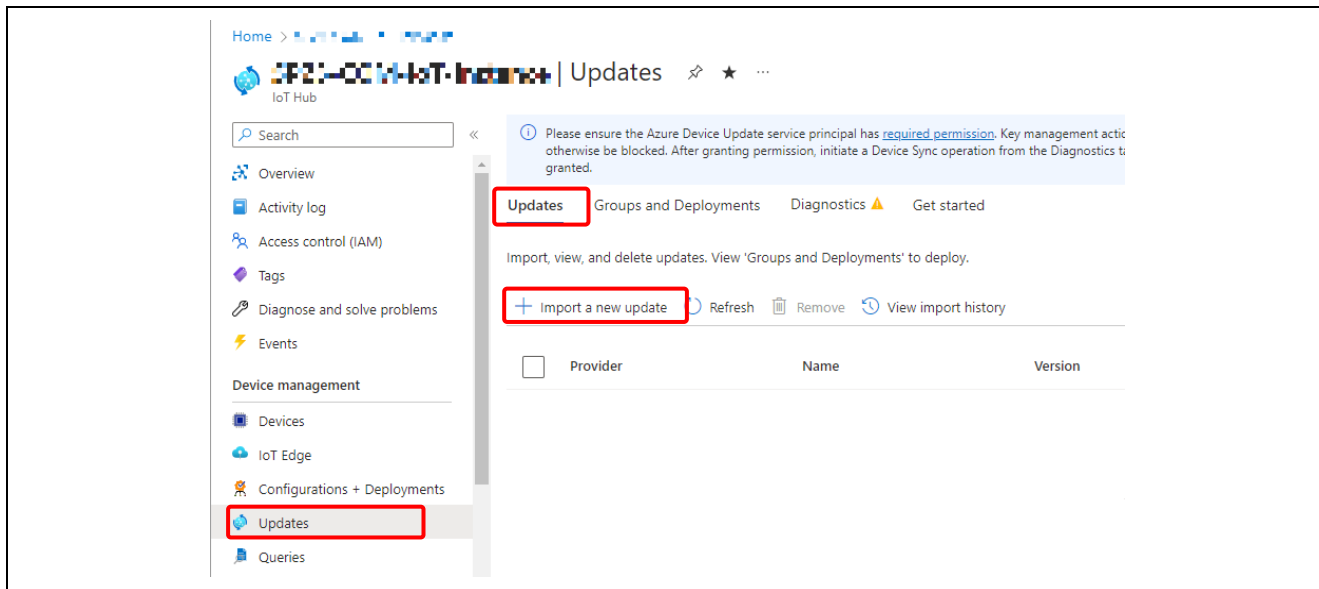 Home >
| Updates
IoT Hub
Search
Overview
Activity log
Access control (IAM)
Tags
Diagnose and solve problems
Events
Device management
Devices
IoT Edge
Configurations + Deployments
Updates
Queries
Please ensure the Azure Device Update service principal has required permission. Key management
otherwise be blocked. After granting permission, initiate a Device Sync operation from the Diagnostics
granted.
Updates Groups and Deployments Diagnostics Get started
Import, view, and delete updates. View 'Groups and Deployments' to deploy.
+ Import a new update Refresh Remove View import history
Provider Name Version